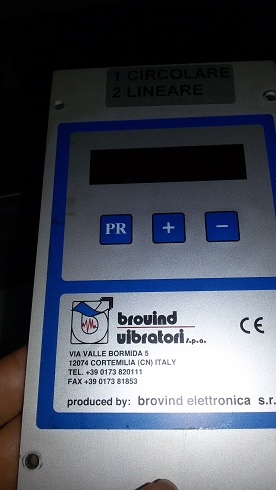 1 CIRCOLARE
2 LINEARE
PR
+
−
brovind
vibratori s.p.a.
CE
VIA VALLE BORMIDA 5
12074 CORTEMILIA (CN) ITALY
TEL. +39 0173 820111
FAX +39 0173 81853
produced by: brovind elettronica s.r.